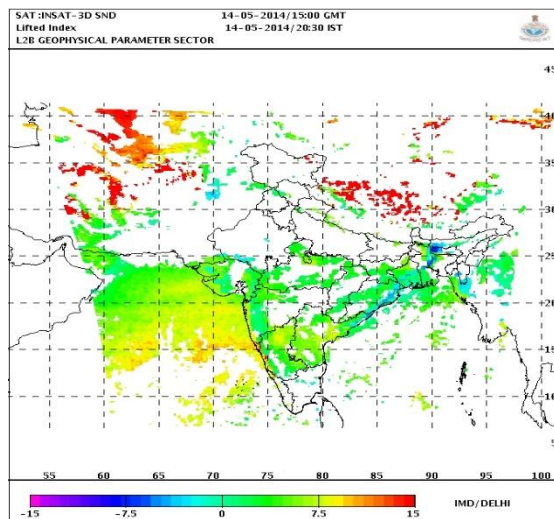 SAT :INSAT-3D SND 14-05-2014/15:00 GMT
Lifted Index 14-05-2014/20:30 IST
L2B GEOPHYSICAL PARAMETER SECTOR
45
40
35
30
25
20
15
10
5
55 60 65 70 75 80 85 90 95 100
-15 -7.5 0 7.5 15 IMD/DELHI